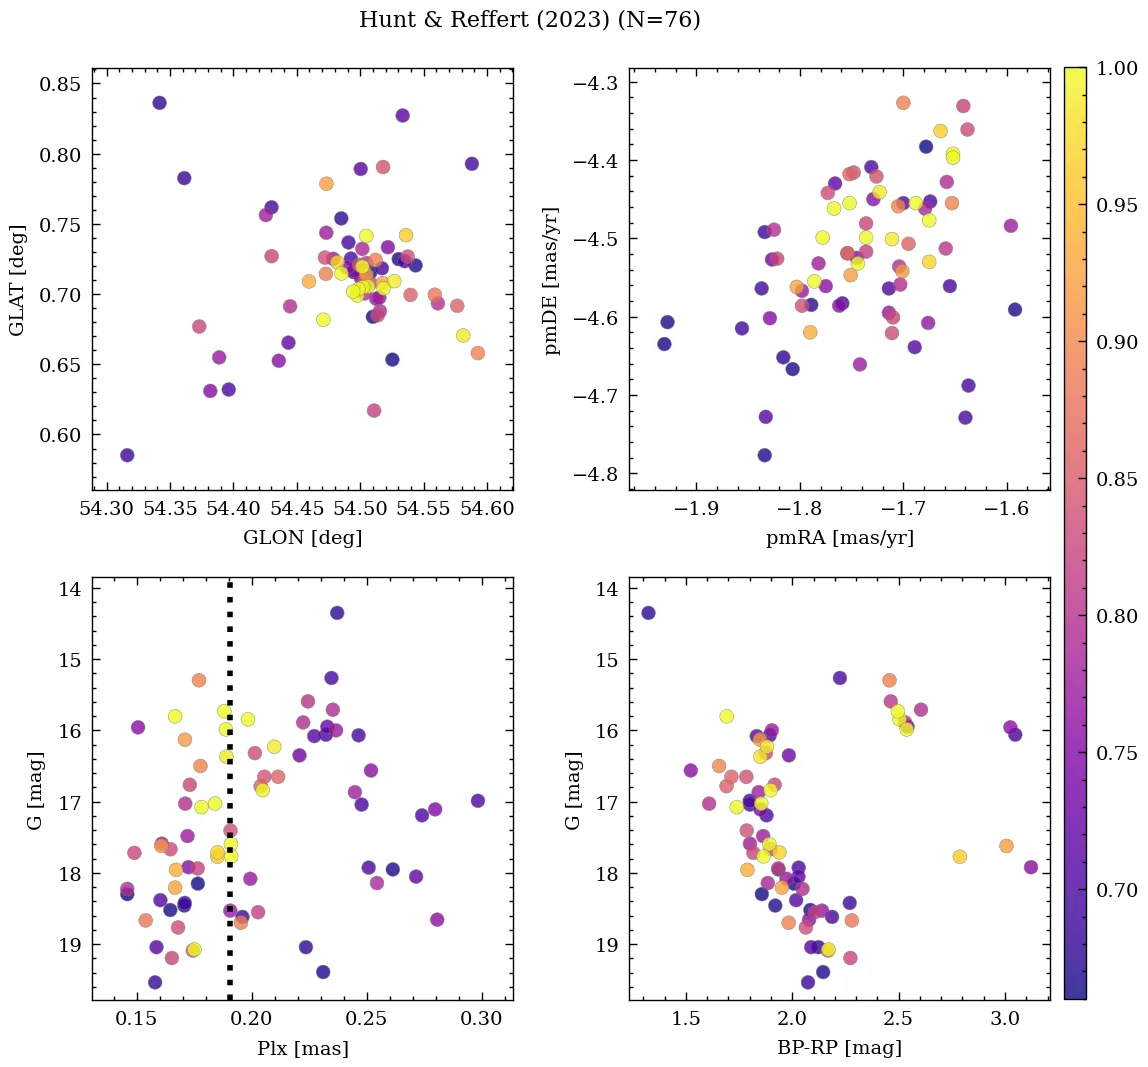 Hunt & Reffert (2023) (N=76)
0.85
0.80
0.75
0.70
0.65
0.60
GLAT [deg]
54.30 54.35 54.40 54.45 54.50 54.55 54.60
GLON [deg]
−4.3
−4.4
−4.5
−4.6
−4.7
−4.8
pmDE [mas/yr]
−1.9 −1.8 −1.7 −1.6
pmRA [mas/yr]
14
15
16
17
18
19
G [mag]
0.15 0.20 0.25 0.30
Plx [mas]
14
15
16
17
18
19
G [mag]
1.5 2.0 2.5 3.0
BP-RP [mag]
1.00
0.95
0.90
0.85
0.80
0.75
0.70